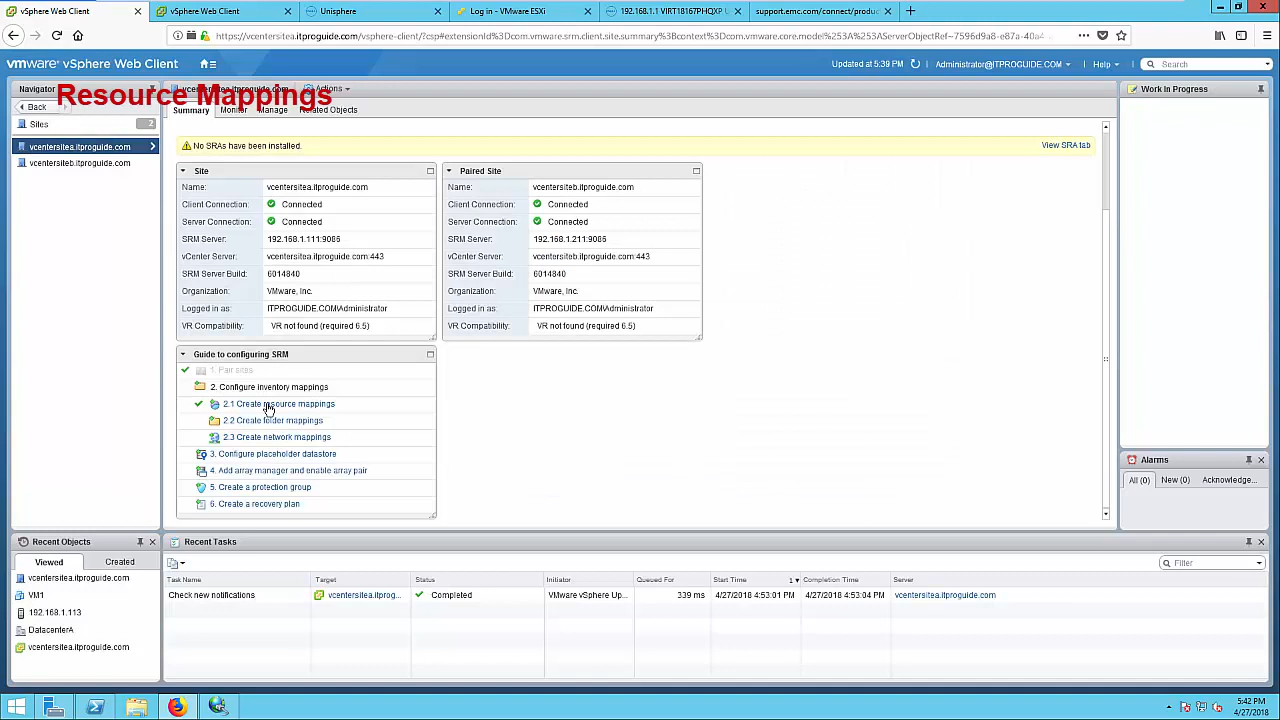 vSphere Web Client
vSphere Web Client
Unisphere
Log in - VMware ESXi
192.168.1.1 VIRT18167PHQXP U
support.emc.com/connect/produc
https://vcentersitea.itproguide.com/vsphere-client/?csp#extensionId%3Dcom.vmware.srm.client.site.summary%3Bcontext%3Dcom.vmware.core.model%253A%253AServerObjectRef~7596d9a8-e87a-40a4...
vmware® vSphere Web Client
Updated at 5:39 PM
Administrator@ITPROGUIDE.COM
Help
Search
Navigator
Resource Mappings
Actions
Work In Progress
Back
Summary
Monitor
Manage
Related Objects
Sites
2
vcentersitea.itproguide.com
vcentersiteb.itproguide.com
No SRAs have been installed.
View SRA tab
Site
Name: vcentersitea.itproguide.com
Client Connection: Connected
Server Connection: Connected
SRM Server: 192.168.1.111:9086
vCenter Server: vcentersitea.itproguide.com:443
SRM Server Build: 6014840
Organization: VMware, Inc.
Logged in as: ITPROGUIDE.COM\Administrator
VR Compatibility: VR not found (required 6.5)
Paired Site
Name: vcentersiteb.itproguide.com
Client Connection: Connected
Server Connection: Connected
SRM Server: 192.168.1.211:9086
vCenter Server: vcentersiteb.itproguide.com:443
SRM Server Build: 6014840
Organization: VMware, Inc.
Logged in as: ITPROGUIDE.COM\Administrator
VR Compatibility: VR not found (required 6.5)
Guide to configuring SRM
1. Pair sites
2. Configure inventory mappings
2.1 Create resource mappings
2.2 Create folder mappings
2.3 Create network mappings
3. Configure placeholder datastore
4. Add array manager and enable array pair
5. Create a protection group
6. Create a recovery plan
Alarms
All (0)
New (0)
Acknowledge...
Recent Objects
Viewed
Created
vcentersitea.itproguide.com
VM1
192.168.1.113
DatacenterA
vcentersitea.itproguide.com
Recent Tasks
Filter
Task Name Target Status Initiator Queued For Start Time 1 Completion Time Server
Check new notifications vcentersitea.itprog... Completed VMware vSphere Up... 339 ms 4/27/2018 4:53:01 PM 4/27/2018 4:53:04 PM vcentersitea.itproguide.com
5:42 PM
4/27/2018